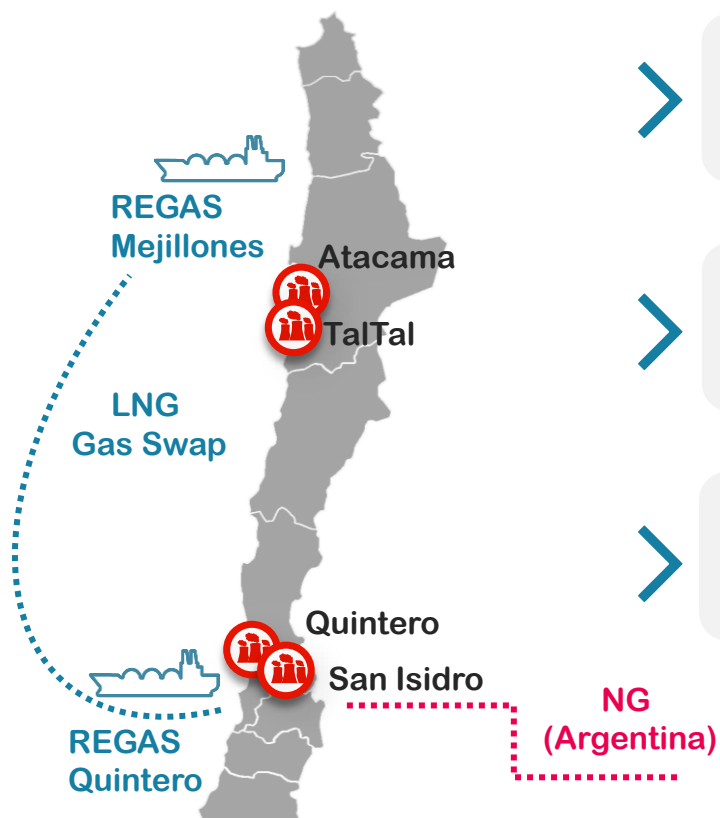 REGAS
Mejillones
Atacama
TalTal
LNG
Gas Swap
Quintero
San Isidro
NG
(Argentina)
REGAS
Quintero